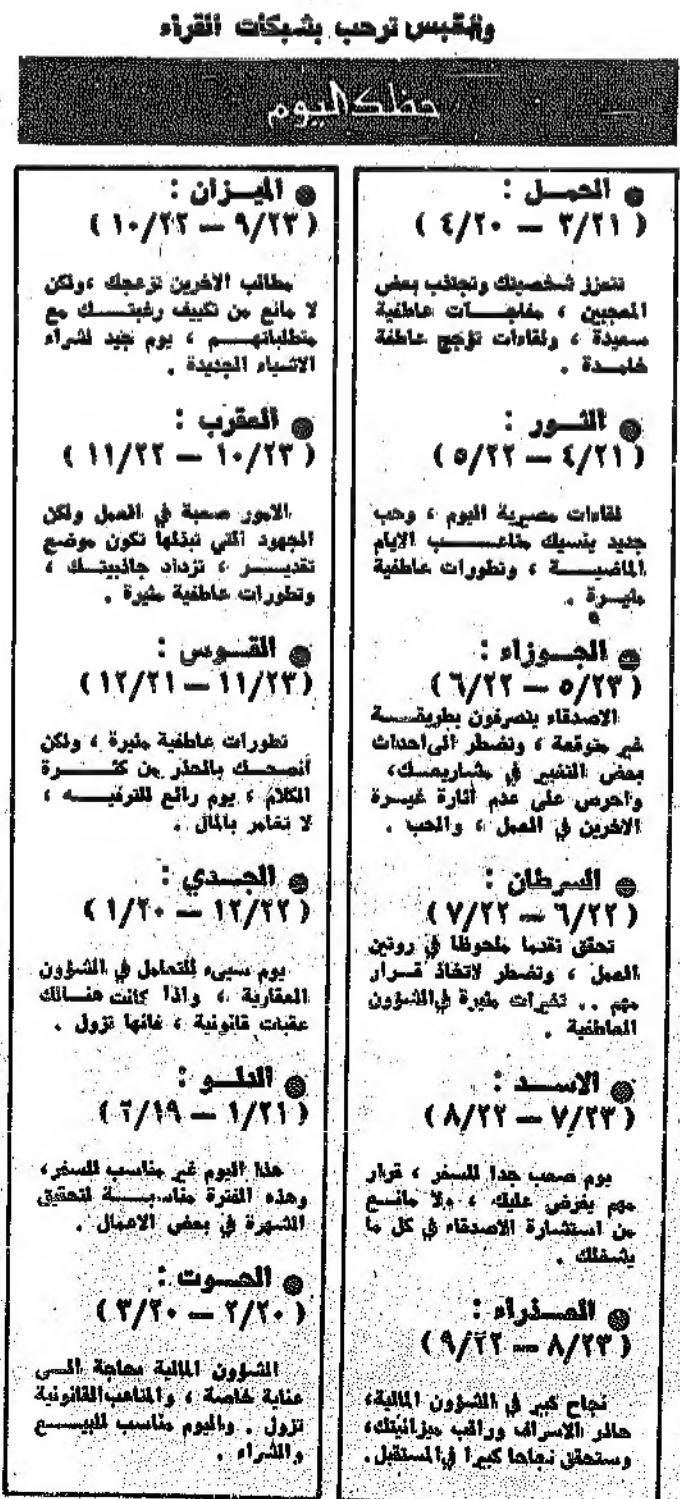 والقبس ترحب بشبكات القراء
حظك اليوم
الحمل :
( ٣/٢١ — ٤/٢٠ )
تتعزز شخصيتك وتجتذب بعض
المعجبين ، مفاجآت عاطفية
سعيدة ، ولقاءات تؤجج عاطفة
خامدة .
الثور :
( ٤/٢١ — ٥/٢٢ )
لقاءات مصيرية اليوم ، وحب
جديد ينسيك متاعب الايام
الماضية ، وتطورات عاطفية
مثيرة .
الجوزاء :
( ٥/٢٣ — ٦/٢٢ )
الاصدقاء يتصرفون بطريقة
غير متوقعة ، وتضطر الى احداث
بعض التغيير في مشاريعك،
واحرص على عدم اثارة غيرة
الاخرين في العمل ، والحب .
السرطان :
( ٦/٢٢ — ٧/٢٢ )
تحقق تقدما ملحوظا في روتين
العمل ، وتضطر لاتخاذ قرار
مهم .. تغيرات مثيرة في الشؤون
العاطفية .
الاسد :
( ٧/٢٣ — ٨/٢٢ )
يوم صعب جدا للسفر ، قرار
مهم يفرض عليك ، ولا مانع
من استشارة الاصدقاء في كل ما
يشغلك .
العذراء :
( ٨/٢٣ — ٩/٢٢ )
نجاح كبير في الشؤون المالية،
حاذر الاسراف وراقب ميزانيتك،
وستحقق نجاحا كبيرا في المستقبل.
الميزان :
( ٩/٢٣ — ١٠/٢٢ )
مطالب الاخرين تزعجك ،ولكن
لا مانع من تكييف رغبتك مع
متطلباتهم ، يوم جيد لشراء
الاشياء الجديدة .
العقرب :
( ١٠/٢٣ — ١١/٢٢ )
الامور صعبة في العمل ولكن
الجهود التي تبذلها تكون موضع
تقدير ، تزداد جاذبيتك ،
وتطورات عاطفية مثيرة .
القوس :
( ١١/٢٣ — ١٢/٢١ )
تطورات عاطفية مثيرة ، ولكن
أنصحك بالحذر من كثرة
الكلام ، يوم رائع للترفيه ،
لا تغامر بالمال .
الجدي :
( ١٢/٢٢ — ١/٢٠ )
يوم سيىء للتعامل في الشؤون
العقارية ، واذا كانت هنالك
عقبات قانونية ، فانها تزول .
الدلو :
( ١/٢١ — ٢/١٩ )
هذا اليوم غير مناسب للسفر،
وهذه الفترة مناسبة لتحقيق
الشهرة في بعض الاعمال .
الحوت :
( ٢/٢٠ — ٣/٢٠ )
الشؤون المالية بحاجة الى
عناية خاصة ، والمتاعب القانونية
تزول . واليوم مناسب للبيع
والشراء .